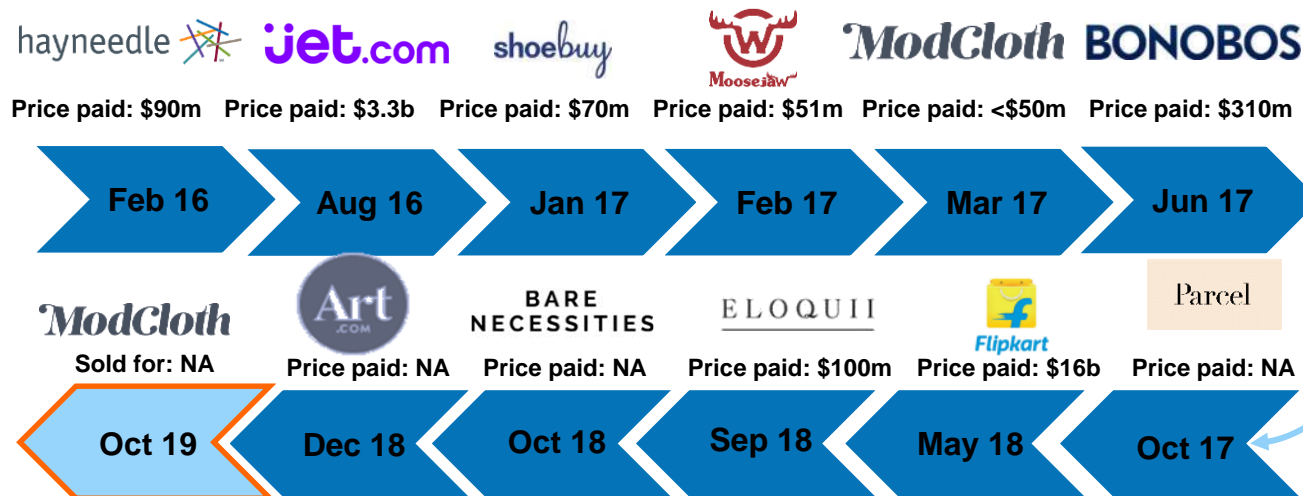 hayneedle jet.com shoebuy Moosejaw ModCloth BONOBOS
Price paid: $90m Price paid: $3.3b Price paid: $70m Price paid: $51m Price paid: <$50m Price paid: $310m
Feb 16 Aug 16 Jan 17 Feb 17 Mar 17 Jun 17
ModCloth Art BARE ELOQUII Flipkart Parcel
.COM NECESSITIES
Sold for: NA Price paid: NA Price paid: NA Price paid: $100m Price paid: $16b Price paid: NA
Oct 19 Dec 18 Oct 18 Sep 18 May 18 Oct 17